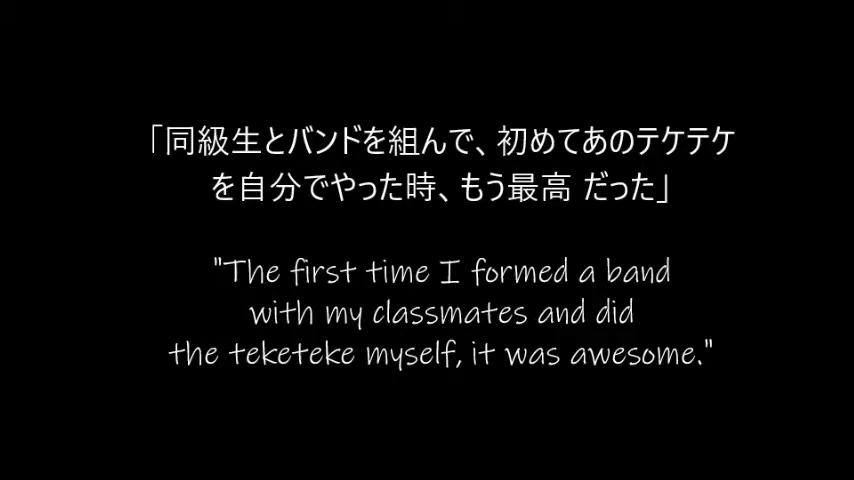 「同級生とバンドを組んで、初めてあのテケテケ
を自分でやった時、もう最高 だった」
"The first time I formed a band
with my classmates and did
the teketeke myself, it was awesome."